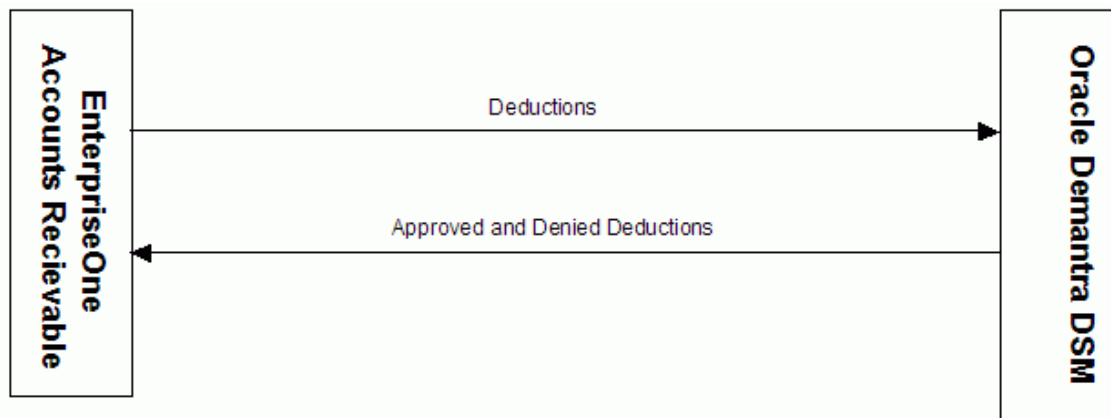 EnterpriseOne
Accounts Recievable
Deductions
Approved and Denied Deductions
Oracle Demantra DSM